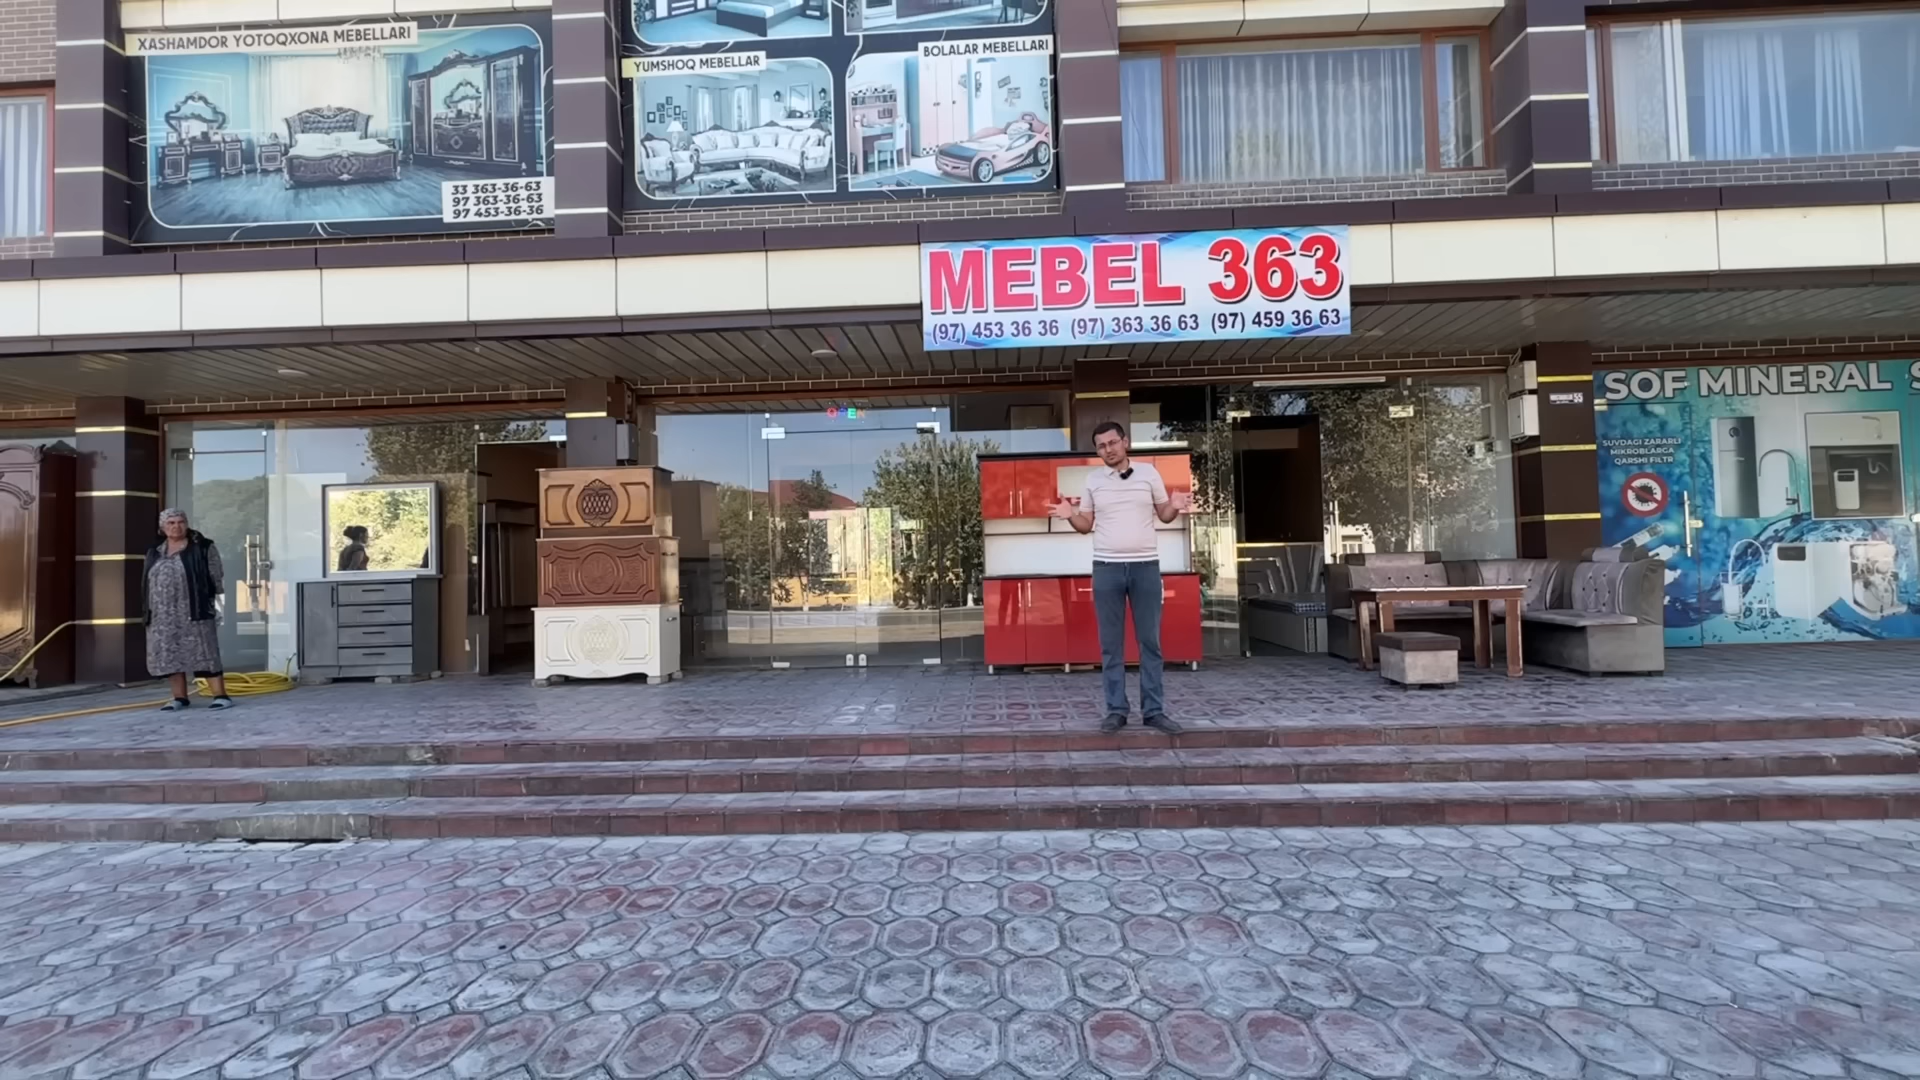 XASHAMDOR YOTOQXONA MEBELLARI
33 363-36-63
97 363-36-63
97 453-36-36
YUMSHOQ MEBELLAR
BOLALAR MEBELLARI
MEBEL 363
(97) 453 36 36 (97) 363 36 63 (97) 459 36 63
OPEN
55
SOF MINERAL S
SUVDAGI ZARARLI
MIKROBLARGA
QARSHI FILTR